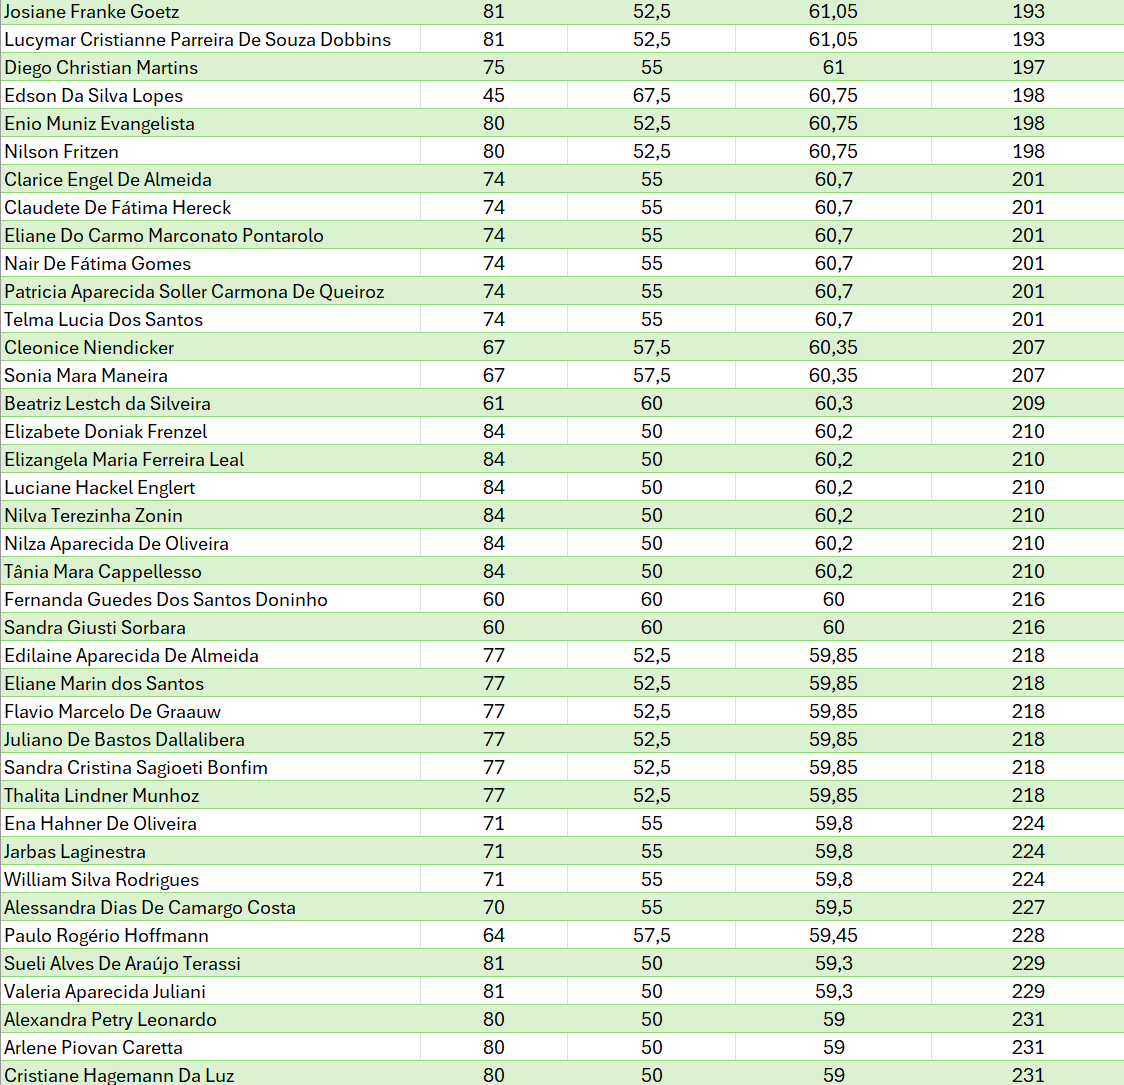 Josiane Franke Goetz 81 52,5 61,05 193
Lucymar Cristianne Parreira De Souza Dobbins 81 52,5 61,05 193
Diego Christian Martins 75 55 61 197
Edson Da Silva Lopes 45 67,5 60,75 198
Enio Muniz Evangelista 80 52,5 60,75 198
Nilson Fritzen 80 52,5 60,75 198
Clarice Engel De Almeida 74 55 60,7 201
Claudete De Fátima Hereck 74 55 60,7 201
Eliane Do Carmo Marconato Pontarolo 74 55 60,7 201
Nair De Fátima Gomes 74 55 60,7 201
Patricia Aparecida Soller Carmona De Queiroz 74 55 60,7 201
Telma Lucia Dos Santos 74 55 60,7 201
Cleonice Niendicker 67 57,5 60,35 207
Sonia Mara Maneira 67 57,5 60,35 207
Beatriz Lestch da Silveira 61 60 60,3 209
Elizabete Doniak Frenzel 84 50 60,2 210
Elizangela Maria Ferreira Leal 84 50 60,2 210
Luciane Hackel Englert 84 50 60,2 210
Nilva Terezinha Zonin 84 50 60,2 210
Nilza Aparecida De Oliveira 84 50 60,2 210
Tânia Mara Cappellesso 84 50 60,2 210
Fernanda Guedes Dos Santos Doninho 60 60 60 216
Sandra Giusti Sorbara 60 60 60 216
Edilaine Aparecida De Almeida 77 52,5 59,85 218
Eliane Marin dos Santos 77 52,5 59,85 218
Flavio Marcelo De Graauw 77 52,5 59,85 218
Juliano De Bastos Dallalibera 77 52,5 59,85 218
Sandra Cristina Sagioeti Bonfim 77 52,5 59,85 218
Thalita Lindner Munhoz 77 52,5 59,85 218
Ena Hahner De Oliveira 71 55 59,8 224
Jarbas Laginestra 71 55 59,8 224
William Silva Rodrigues 71 55 59,8 224
Alessandra Dias De Camargo Costa 70 55 59,5 227
Paulo Rogério Hoffmann 64 57,5 59,45 228
Sueli Alves De Araújo Terassi 81 50 59,3 229
Valeria Aparecida Juliani 81 50 59,3 229
Alexandra Petry Leonardo 80 50 59 231
Arlene Piovan Caretta 80 50 59 231
Cristiane Hagemann Da Luz 80 50 59 231